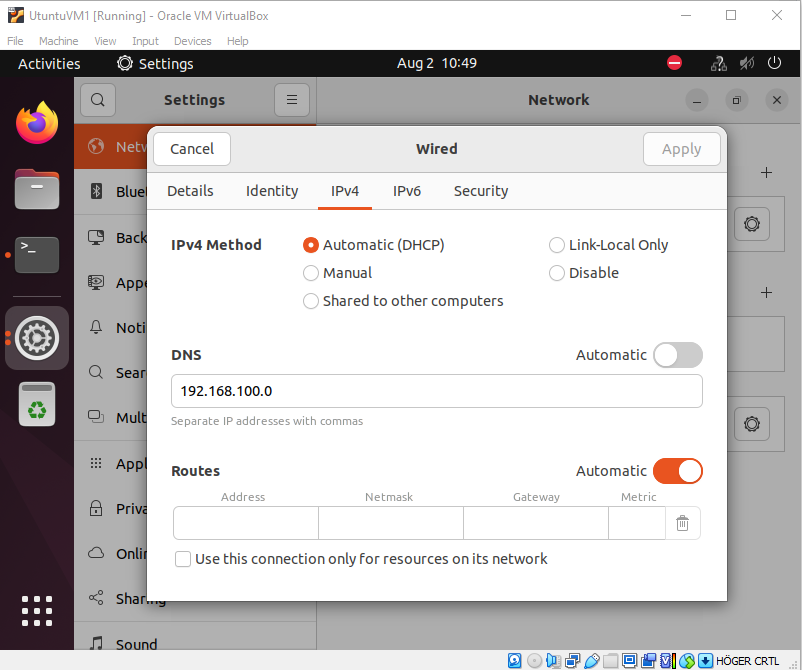 UtuntuVM1 [Running] - Oracle VM VirtualBox
File Machine View Input Devices Help
Activities Settings Aug 2 10:49
Settings Network
Cancel Wired Apply
Details Identity IPv4 IPv6 Security
IPv4 Method Automatic (DHCP) Link-Local Only
Manual Disable
Shared to other computers
DNS Automatic
192.168.100.0
Separate IP addresses with commas
Routes Automatic
Address Netmask Gateway Metric
Use this connection only for resources on its network
Netw
Bluet
Back
Appe
Noti
Sear
Mult
Appl
Priva
Onlin
Sharing
Sound
HÖGER CRTL